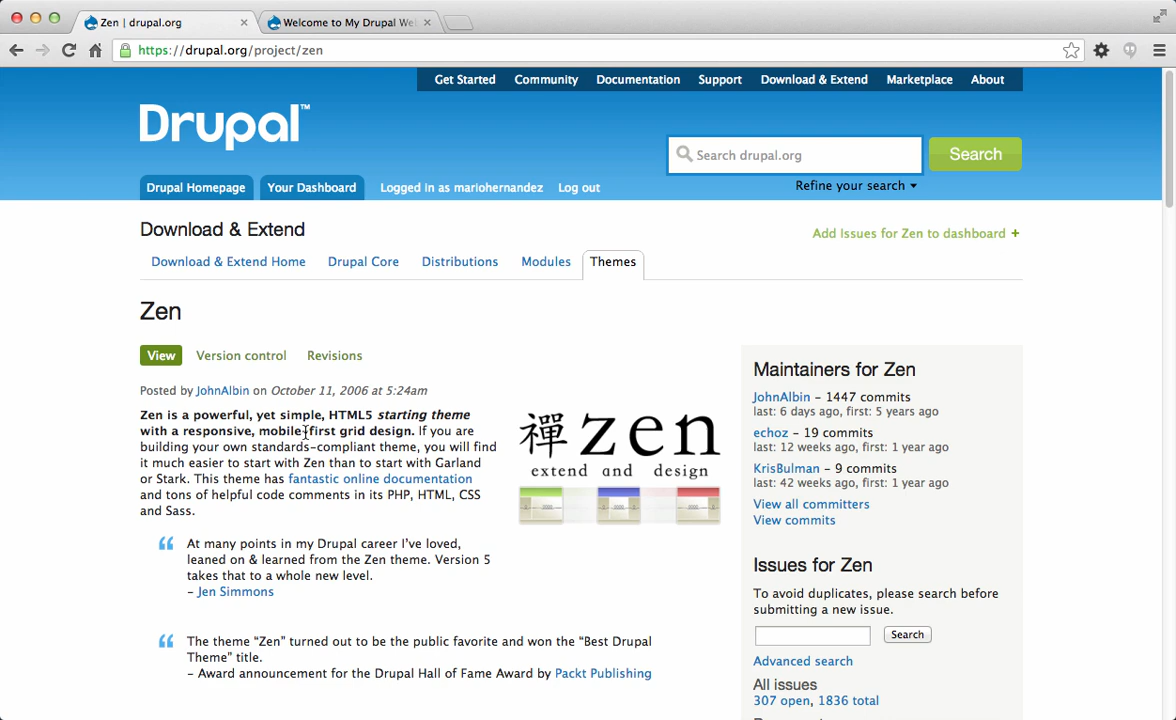 Zen | drupal.org
Welcome to My Drupal We
https://drupal.org/project/zen
Get Started Community Documentation Support Download & Extend Marketplace About
Drupal™
Search drupal.org
Search
Refine your search
Drupal Homepage Your Dashboard Logged in as mariohernandez Log out
Download & Extend
Add Issues for Zen to dashboard +
Download & Extend Home Drupal Core Distributions Modules Themes
Zen
View Version control Revisions
Posted by JohnAlbin on October 11, 2006 at 5:24am
Zen is a powerful, yet simple, HTML5 starting theme
with a responsive, mobile-first grid design. If you are
building your own standards-compliant theme, you will find
it much easier to start with Zen than to start with Garland
or Stark. This theme has fantastic online documentation
and tons of helpful code comments in its PHP, HTML, CSS
and Sass.
禪 zen
extend and design
“ At many points in my Drupal career I’ve loved,
leaned on & learned from the Zen theme. Version 5
takes that to a whole new level.
– Jen Simmons
“ The theme “Zen” turned out to be the public favorite and won the “Best Drupal
Theme” title.
– Award announcement for the Drupal Hall of Fame Award by Packt Publishing
Maintainers for Zen
JohnAlbin – 1447 commits
last: 6 days ago, first: 5 years ago
echoz – 19 commits
last: 12 weeks ago, first: 1 year ago
KrisBulman – 9 commits
last: 42 weeks ago, first: 1 year ago
View all committers
View commits
Issues for Zen
To avoid duplicates, please search before
submitting a new issue.
Search
Advanced search
All issues
307 open, 1836 total